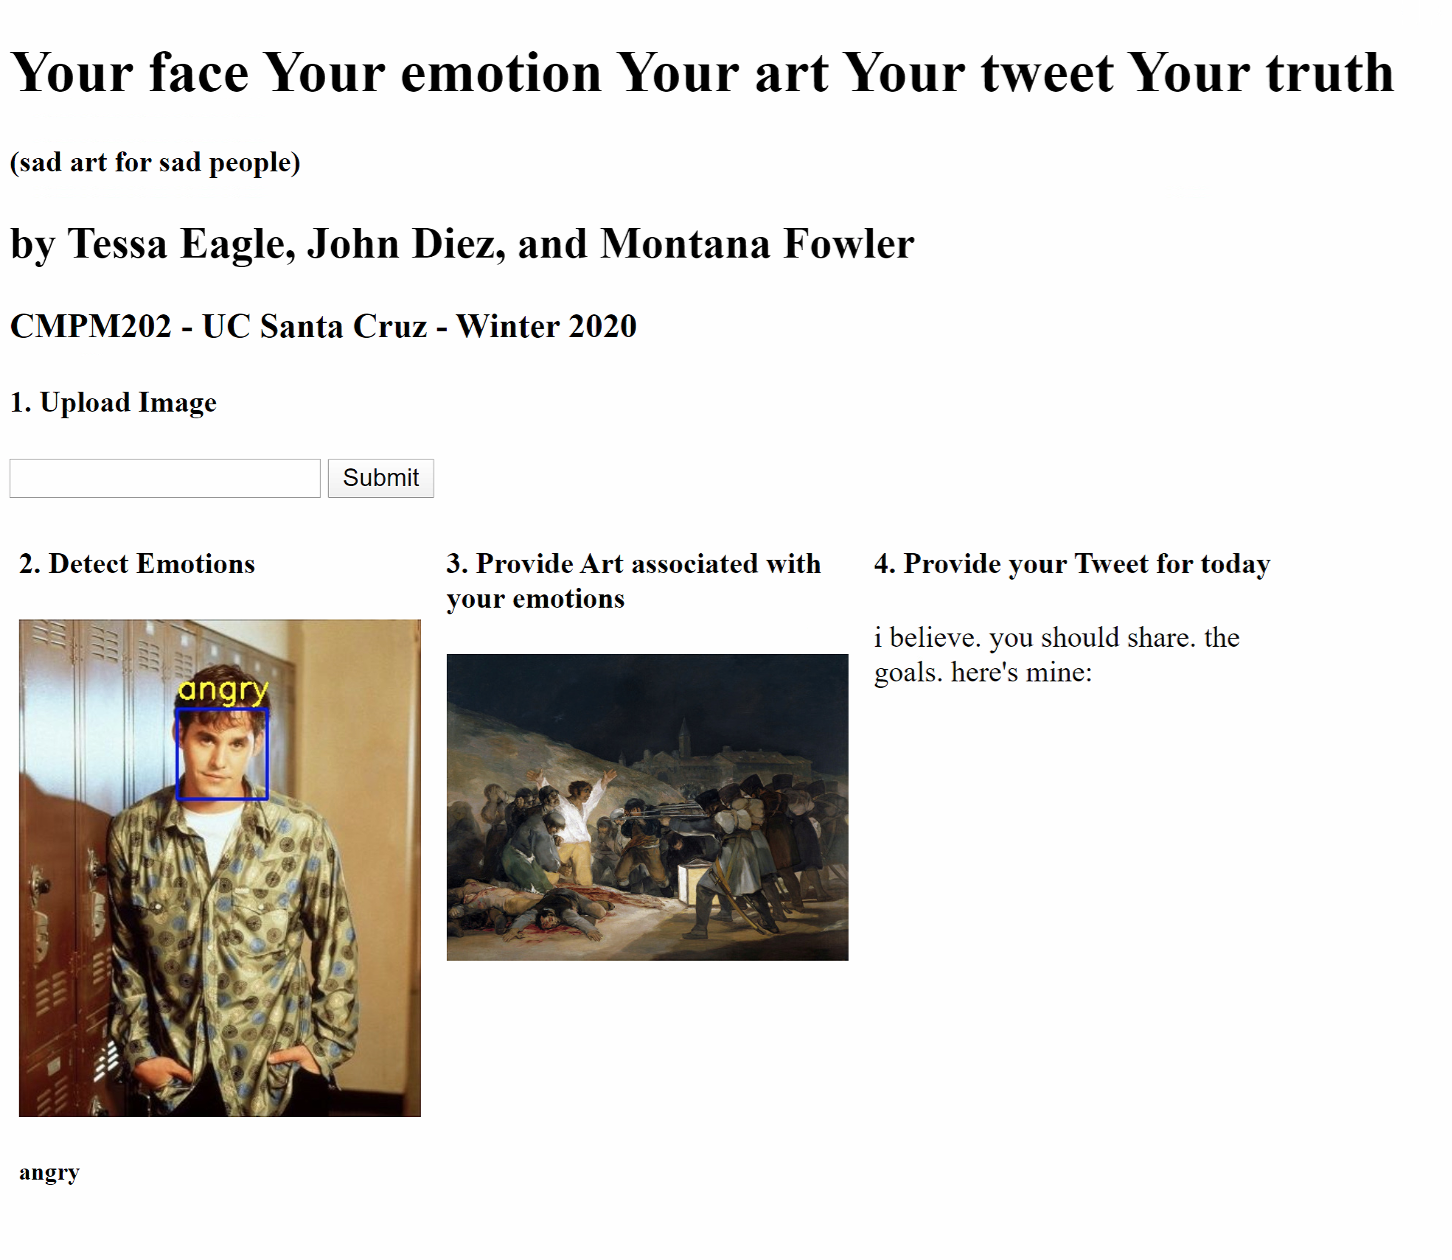 Your face Your emotion Your art Your tweet Your truth
(sad art for sad people)
by Tessa Eagle, John Diez, and Montana Fowler
CMPM202 - UC Santa Cruz - Winter 2020
1. Upload Image
Submit
2. Detect Emotions
angry
angry
3. Provide Art associated with
your emotions
4. Provide your Tweet for today
i believe. you should share. the
goals. here's mine: